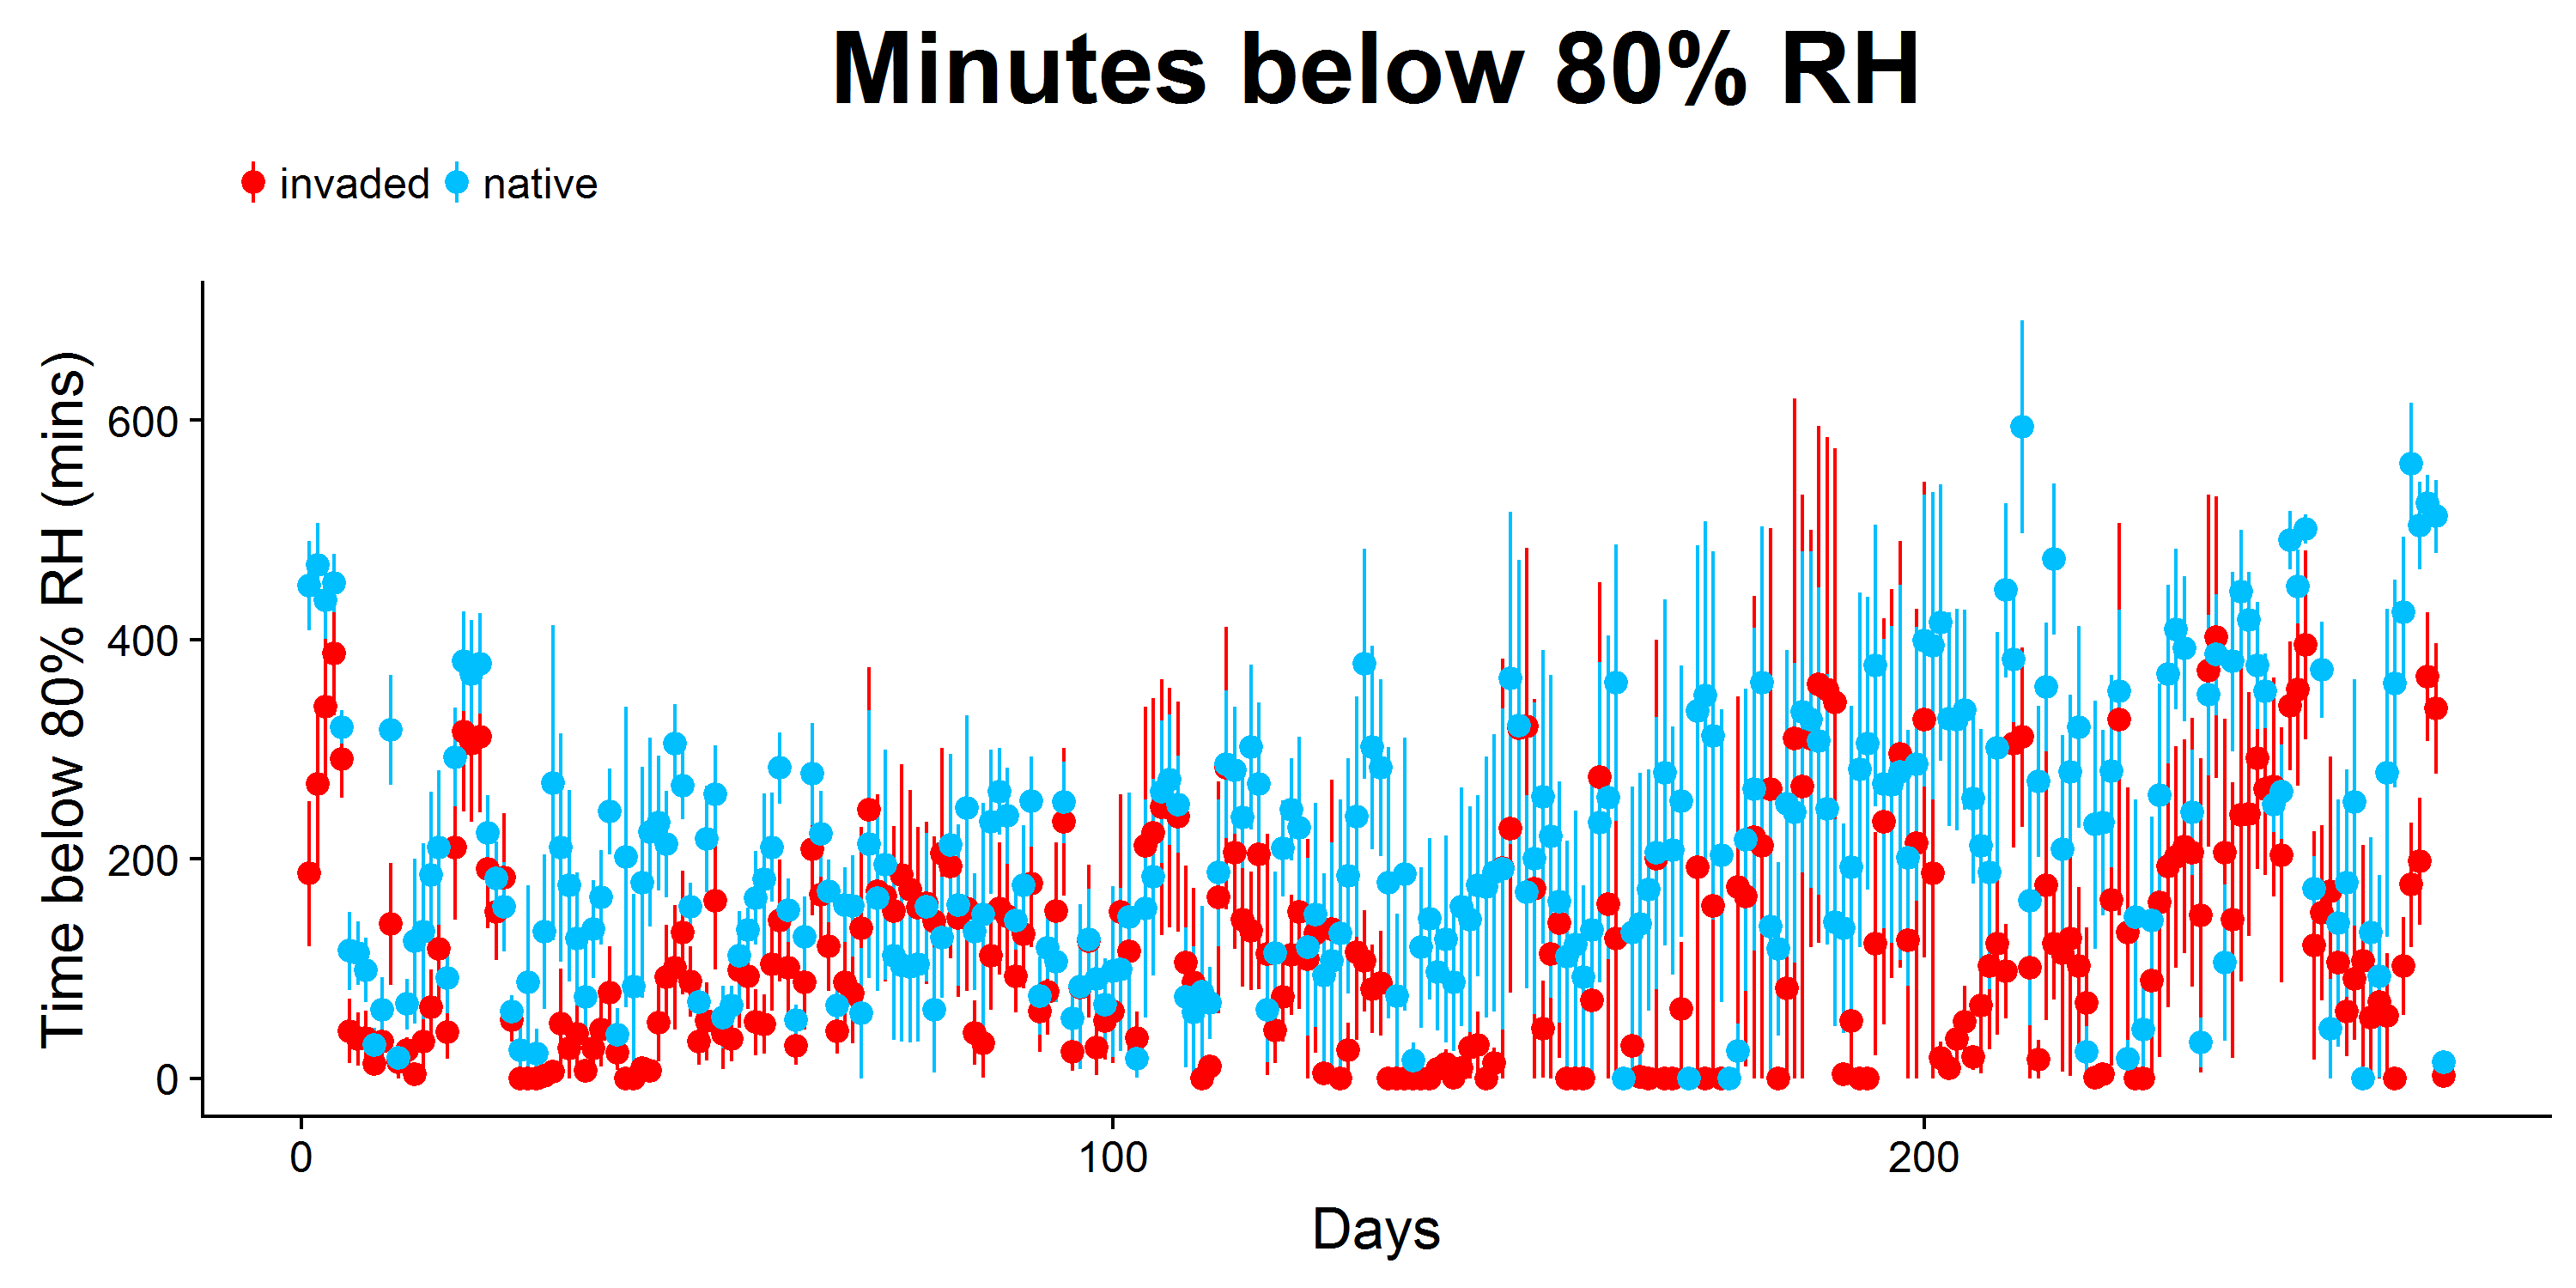 Minutes below 80% RH
invaded native
Time below 80% RH (mins)
600
400
200
0
0 100 200
Days